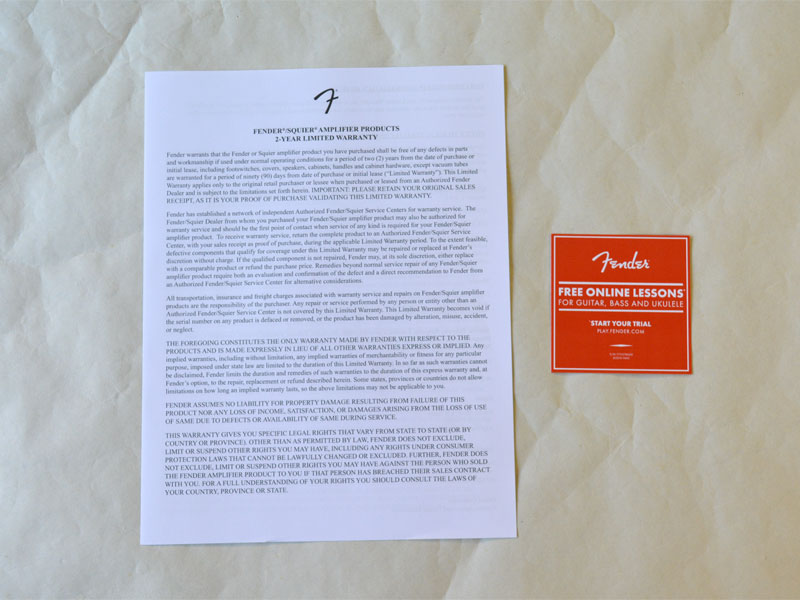 F
FENDER®/SQUIER® AMPLIFIER PRODUCTS
2-YEAR LIMITED WARRANTY
Fender warrants that the Fender or Squier amplifier product you have purchased shall be free of any defects in parts
and workmanship if used under normal operating conditions for a period of two (2) years from the date of purchase or
initial lease, including footswitches, covers, speakers, cabinets, handles and cabinet hardware, except vacuum tubes
are warranted for a period of ninety (90) days from date of purchase or initial lease ("Limited Warranty"). This Limited
Warranty applies only to the original retail purchaser or lessee when purchased or leased from an Authorized Fender
Dealer and is subject to the limitations set forth herein. IMPORTANT: PLEASE RETAIN YOUR ORIGINAL SALES
RECEIPT, AS IT IS YOUR PROOF OF PURCHASE VALIDATING THIS LIMITED WARRANTY.
Fender has established a network of independent Authorized Fender/Squier Service Centers for warranty service. The
Fender/Squier Dealer from whom you purchased your Fender/Squier amplifier product may also be authorized for
warranty service and should be the first point of contact when service of any kind is required for your Fender/Squier
amplifier product. To receive warranty service, return the complete product to an Authorized Fender/Squier Service
Center, with your sales receipt as proof of purchase, during the applicable Limited Warranty period. To the extent feasible,
defective components that qualify for coverage under this Limited Warranty may be repaired or replaced at Fender's
discretion without charge. If the qualified component is not repaired, Fender may, at its sole discretion, either replace
with a comparable product or refund the purchase price. Remedies beyond normal service repair of any Fender/Squier
amplifier product require both an evaluation and confirmation of the defect and a direct recommendation to Fender from
an Authorized Fender/Squier Service Center for alternative considerations.
All transportation, insurance and freight charges associated with warranty service and repairs on Fender/Squier amplifier
products are the responsibility of the purchaser. Any repair or service performed by any person or entity other than an
Authorized Fender/Squier Service Center is not covered by this Limited Warranty. This Limited Warranty becomes void if
the serial number on any product is defaced or removed, or the product has been damaged by alteration, misuse, accident,
or neglect.
THE FOREGOING CONSTITUTES THE ONLY WARRANTY MADE BY FENDER WITH RESPECT TO THE
PRODUCTS AND IS MADE EXPRESSLY IN LIEU OF ALL OTHER WARRANTIES EXPRESS OR IMPLIED. Any
implied warranties, including without limitation, any implied warranties of merchantability or fitness for any particular
purpose, imposed under state law are limited to the duration of this Limited Warranty. In so far as such warranties cannot
be disclaimed, Fender limits the duration and remedies of such warranties to the duration of this express warranty and, at
Fender's option, to the repair, replacement or refund described herein. Some states, provinces or countries do not allow
limitations on how long an implied warranty lasts, so the above limitations may not be applicable to you.
FENDER ASSUMES NO LIABILITY FOR PROPERTY DAMAGE RESULTING FROM FAILURE OF THIS
PRODUCT NOR ANY LOSS OF INCOME, SATISFACTION, OR DAMAGES ARISING FROM THE LOSS OF USE
OF SAME DUE TO DEFECTS OR AVAILABILITY OF SAME DURING SERVICE.
THIS WARRANTY GIVES YOU SPECIFIC LEGAL RIGHTS THAT VARY FROM STATE TO STATE (OR BY
COUNTRY OR PROVINCE). OTHER THAN AS PERMITTED BY LAW, FENDER DOES NOT EXCLUDE,
LIMIT OR SUSPEND OTHER RIGHTS YOU MAY HAVE, INCLUDING ANY RIGHTS UNDER CONSUMER
PROTECTION LAWS THAT CANNOT BE LAWFULLY CHANGED OR EXCLUDED. FURTHER, FENDER DOES
NOT EXCLUDE, LIMIT OR SUSPEND OTHER RIGHTS YOU MAY HAVE AGAINST THE PERSON WHO SOLD
THE FENDER AMPLIFIER PRODUCT TO YOU IF THAT PERSON HAS BREACHED THEIR SALES CONTRACT
WITH YOU. FOR A FULL UNDERSTANDING OF YOUR RIGHTS YOU SHOULD CONSULT THE LAWS OF
YOUR COUNTRY, PROVINCE OR STATE.
Fender
FREE ONLINE LESSONS*
FOR GUITAR, BASS AND UKULELE
*START YOUR TRIAL
PLAY.FENDER.COM